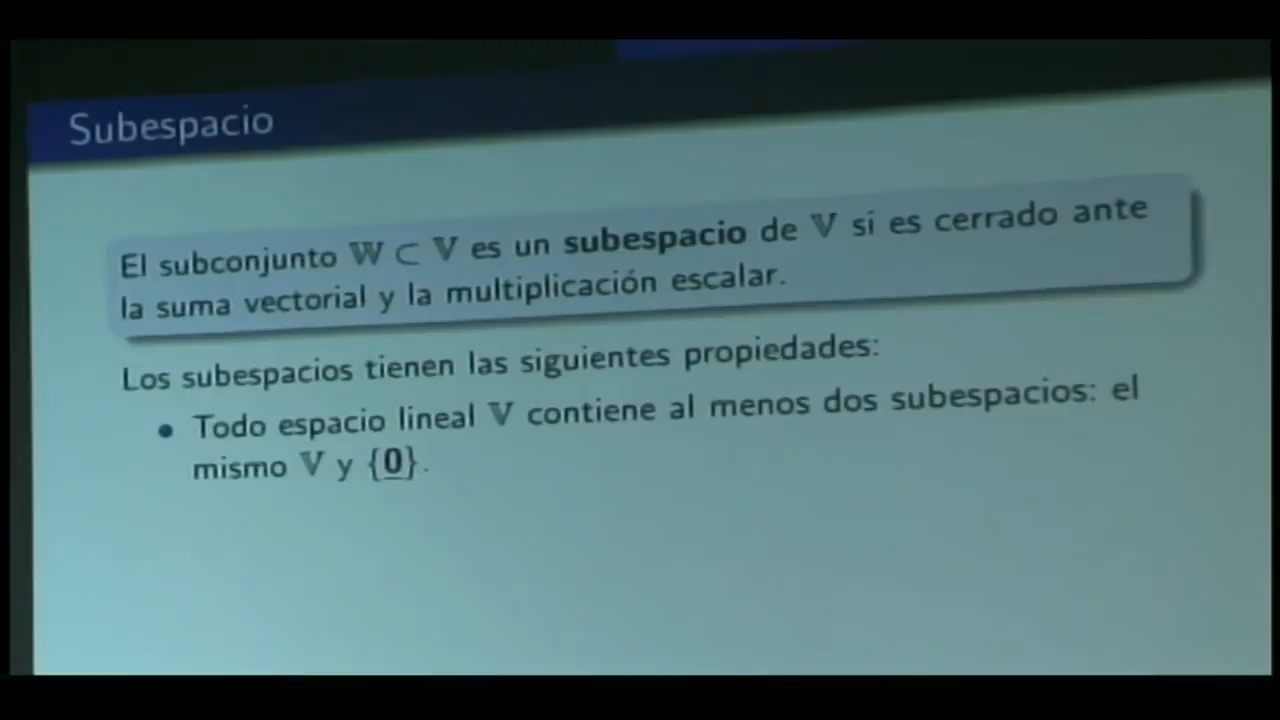 Subespacio
El subconjunto 𝕎 ⊂ 𝕍 es un subespacio de 𝕍 si es cerrado ante
la suma vectorial y la multiplicación escalar.
Los subespacios tienen las siguientes propiedades:
• Todo espacio lineal 𝕍 contiene al menos dos subespacios: el
mismo 𝕍 y {0}.